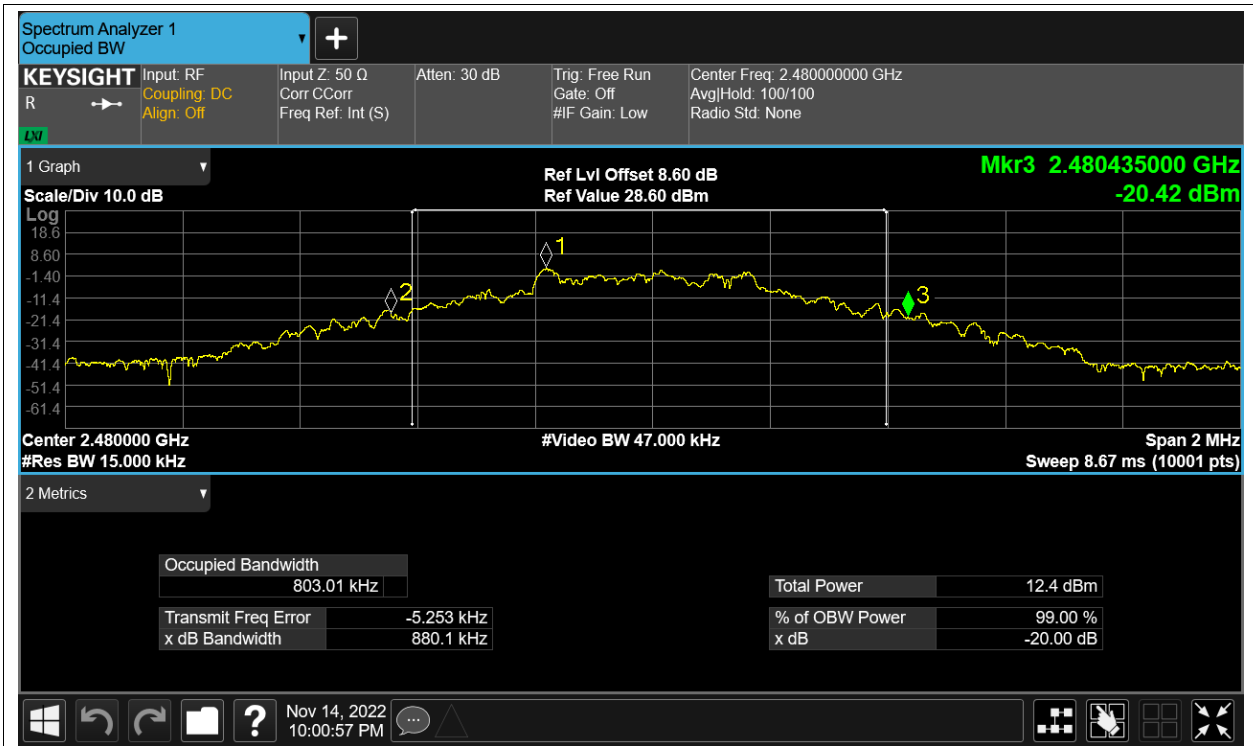 Spectrum Analyzer 1
Occupied BW
KEYSIGHT
R
LXI
Input: RF
Coupling: DC
Align: Off
Input Z: 50 Ω
Corr CCorr
Freq Ref: Int (S)
Atten: 30 dB
Trig: Free Run
Gate: Off
#IF Gain: Low
Center Freq: 2.480000000 GHz
Avg|Hold: 100/100
Radio Std: None
1 Graph
Scale/Div 10.0 dB
Ref Lvl Offset 8.60 dB
Ref Value 28.60 dBm
Mkr3 2.480435000 GHz
-20.42 dBm
Log
18.6
8.60
-1.40
-11.4
-21.4
-31.4
-41.4
-51.4
-61.4
1
2
3
Center 2.480000 GHz
#Res BW 15.000 kHz
#Video BW 47.000 kHz
Span 2 MHz
Sweep 8.67 ms (10001 pts)
2 Metrics
Occupied Bandwidth
803.01 kHz
Transmit Freq Error -5.253 kHz
x dB Bandwidth 880.1 kHz
Total Power 12.4 dBm
% of OBW Power 99.00 %
x dB -20.00 dB
?
Nov 14, 2022
10:00:57 PM